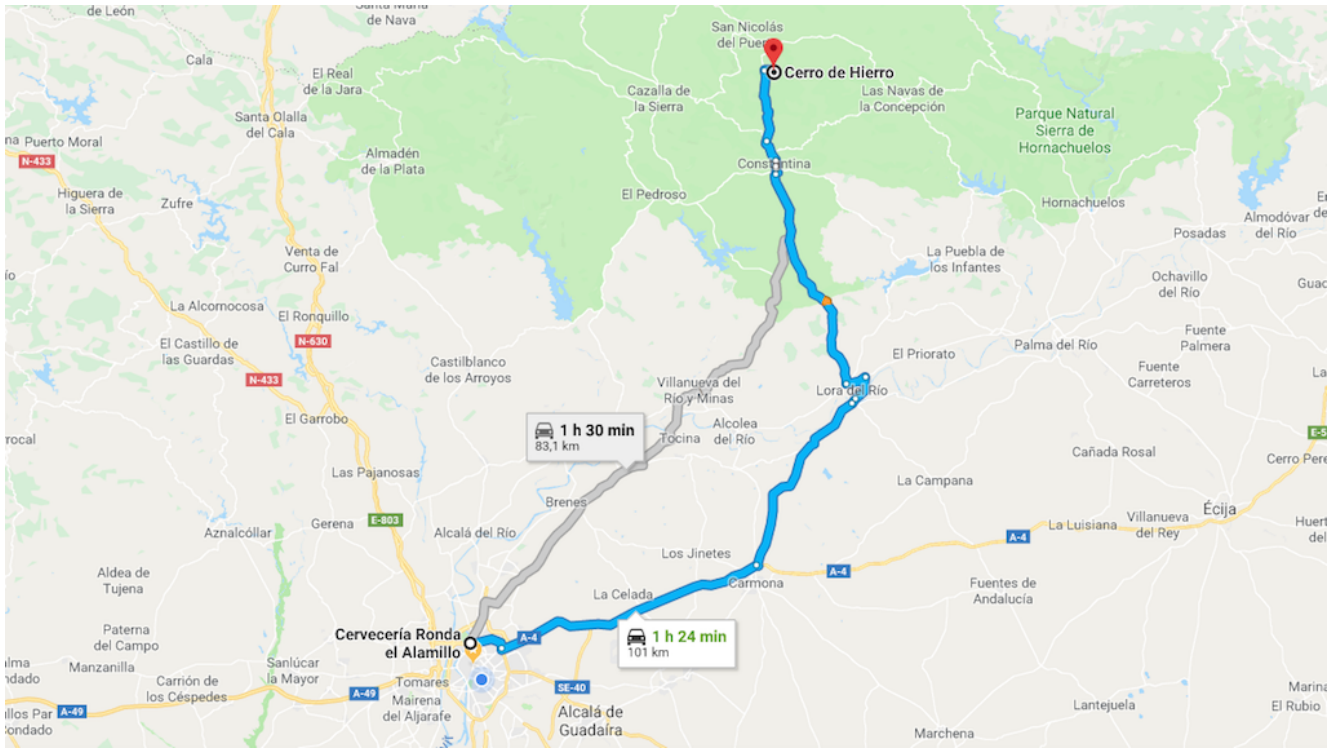 de León
Santa María
de Nava
San Nicolás
del Puerto
Cala
El Real
de la Jara
Cerro de Hierro
Cazalla de
la Sierra
Las Navas de
la Concepción
Santa Olalla
del Cala
Parque Natural
Sierra de
Hornachuelos
Puerto Moral
N-433
Almadén
de la Plata
Constantina
Higuera de
la Sierra
Zufre
El Pedroso
Hornachuelos
Almodóvar
del Río
Posadas
Venta de
Curro Fal
La Puebla de
los Infantes
Ochavillo
del Río
La Alcornocosa
El Ronquillo
N-630
El Castillo de
las Guardas
Fuente
Palmera
Palma del Río
El Priorato
Castilblanco
de los Arroyos
Fuente
Carreteros
N-433
Villanueva del
Río y Minas
Lora del Río
El Garrobo
1 h 30 min
83,1 km
Alcolea
del Río
Tocina
E-5
Cañada Rosal
Cerro Pere
Las Pajanosas
La Campana
Brenes
Écija
E-803
Gerena
Aznalcóllar
Alcalá del Río
La Luisiana
Villanueva
del Rey
A-4
Los Jinetes
A-4
Carmona
Aldea de
Tujena
La Celada
Fuentes de
Andalucía
Cervecería Ronda
el Alamillo
A-4
1 h 24 min
101 km
Paterna
del Campo
Manzanilla
Sanlúcar
la Mayor
Tomares
Carrión de
los Céspedes
A-49
SE-40
Mairena
del Aljarafe
A-49
Alcalá de
Guadaíra
Lantejuela
Marina
El Rubio
Marchena